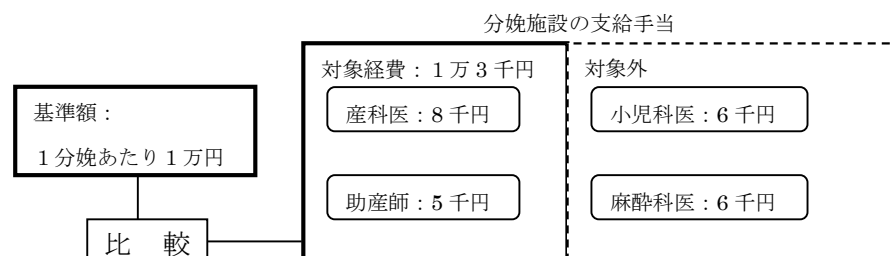 分娩施設の支給手当
対象経費：１万３千円
対象外
基準額：
１分娩あたり１万円
産科医：８千円
小児科医：６千円
助産師：５千円
麻酔科医：６千円
比　較